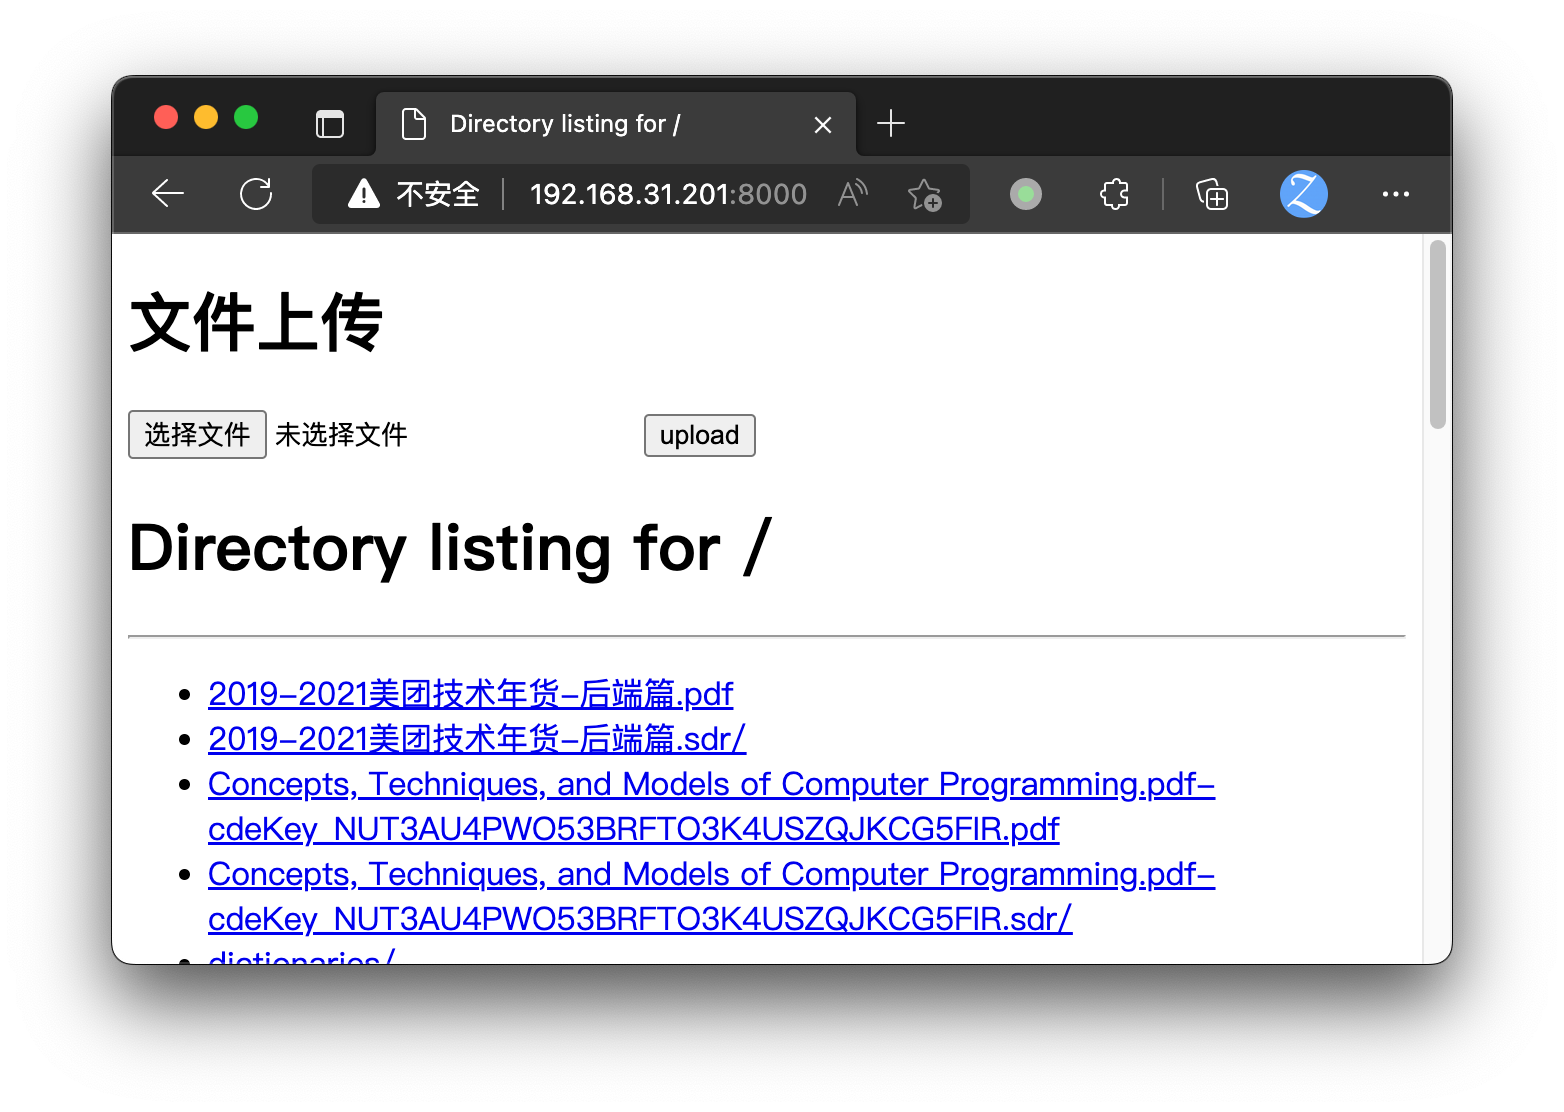 Directory listing for /
不安全 192.168.31.201:8000
文件上传
选择文件 未选择文件 upload
Directory listing for /
2019-2021美团技术年货-后端篇.pdf
2019-2021美团技术年货-后端篇.sdr/
Concepts, Techniques, and Models of Computer Programming.pdf-
cdeKey_NUT3AU4PWO53BRFTO3K4USZQJKCG5FIR.pdf
Concepts, Techniques, and Models of Computer Programming.pdf-
cdeKey_NUT3AU4PWO53BRFTO3K4USZQJKCG5FIR.sdr/
dictionaries/